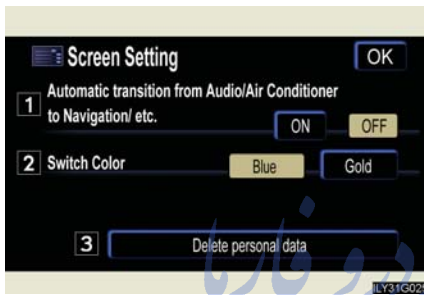 Screen Setting
OK
1
Automatic transition from Audio/Air Conditioner
to Navigation/ etc.
ON
OFF
2
Switch Color
Blue
Gold
3
Delete personal data
ILY31G02